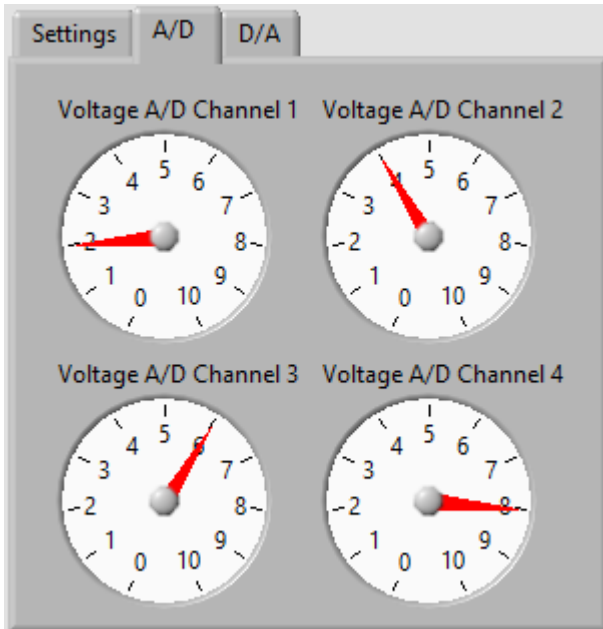 Settings A/D D/A
Voltage A/D Channel 1
0 1 2 3 4 5 6 7 8 9 10
Voltage A/D Channel 2
0 1 2 3 4 5 6 7 8 9 10
Voltage A/D Channel 3
0 1 2 3 4 5 6 7 8 9 10
Voltage A/D Channel 4
0 1 2 3 4 5 6 7 8 9 10